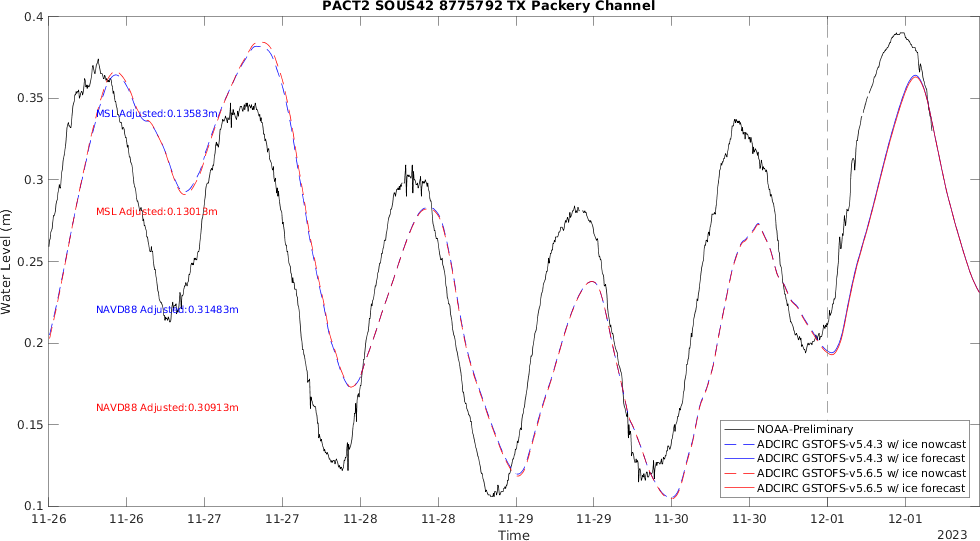 PACT2 SOUS42 8775792 TX Packery Channel
0.4
0.35
0.3
0.25
0.2
0.15
0.1
Water Level (m)
MSL Adjusted:0.13583m
MSL Adjusted:0.13013m
NAVD88 Adjusted:0.31483m
NAVD88 Adjusted:0.30913m
NOAA-Preliminary
ADCIRC GSTOFS-v5.4.3 w/ ice nowcast
ADCIRC GSTOFS-v5.4.3 w/ ice forecast
ADCIRC GSTOFS-v5.6.5 w/ ice nowcast
ADCIRC GSTOFS-v5.6.5 w/ ice forecast
11-26 11-26 11-27 11-27 11-28 11-28 11-29 11-29 11-30 11-30 12-01 12-01
Time
2023